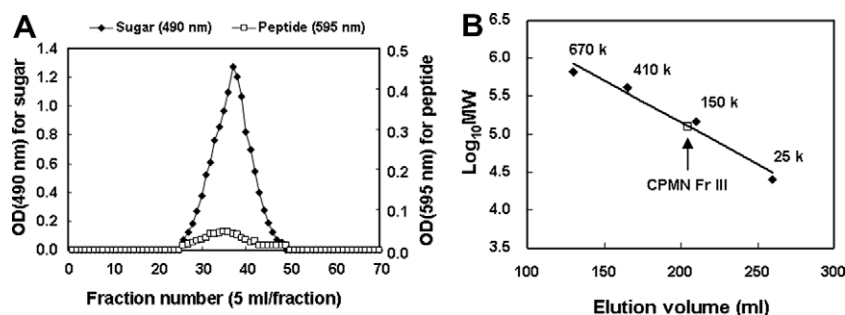 A
Sugar (490 nm) Peptide (595 nm)
OD(490 nm) for sugar
1.4
1.2
1.0
0.8
0.6
0.4
0.2
0.0
0.5
0.4
0.3
0.2
0.1
0.0
OD(595 nm) for peptide
0 10 20 30 40 50 60 70
Fraction number (5 ml/fraction)
B
Log10MW
6.5
6.0
5.5
5.0
4.5
4.0
3.5
670 k
410 k
150 k
25 k
CPMN Fr III
100 150 200 250 300
Elution volume (ml)